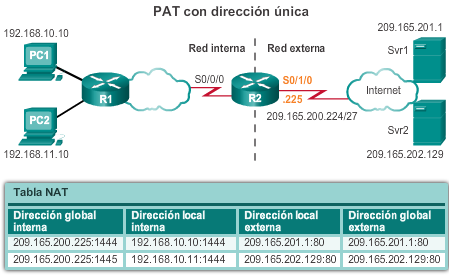 PAT con dirección única
192.168.10.10
PC1
PC2
192.168.11.10
R1
S0/0/0
Red interna
Red externa
R2
S0/1/0
.225
209.165.200.224/27
Internet
209.165.201.1
Svr1
Svr2
209.165.202.129
Tabla NAT
Dirección global interna
Dirección local interna
Dirección local externa
Dirección global externa
209.165.200.225:1444 192.168.10.10:1444 209.165.201.1:80 209.165.201.1:80
209.165.200.225:1445 192.168.10.11:1444 209.165.202.129:80 209.165.202.129:80